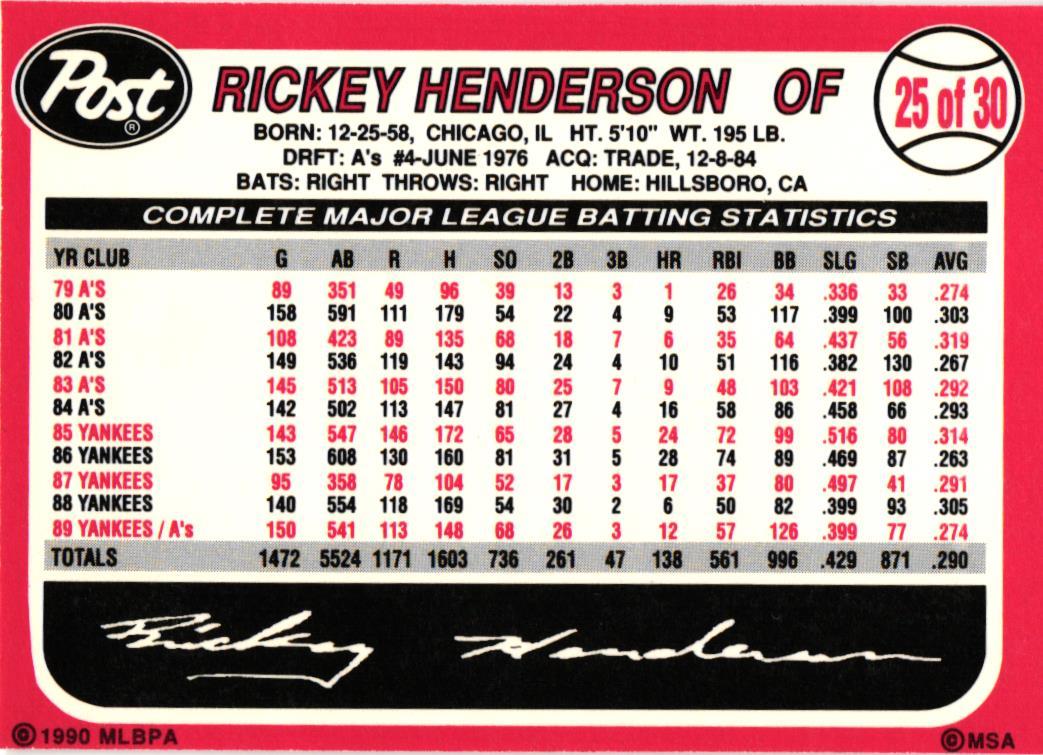 Post ®
RICKEY HENDERSON OF
25 of 30
BORN: 12-25-58, CHICAGO, IL HT. 5'10" WT. 195 LB.
DRFT: A's #4-JUNE 1976 ACQ: TRADE, 12-8-84
BATS: RIGHT THROWS: RIGHT HOME: HILLSBORO, CA
COMPLETE MAJOR LEAGUE BATTING STATISTICS
YR CLUB G AB R H SO 2B 3B HR RBI BB SLG SB AVG
79 A'S 89 351 49 96 39 13 3 1 26 34 .336 33 .274
80 A'S 158 591 111 179 54 22 4 9 53 117 .399 100 .303
81 A'S 108 423 89 135 68 18 7 6 35 64 .437 56 .319
82 A'S 149 536 119 143 94 24 4 10 51 116 .382 130 .267
83 A'S 145 513 105 150 80 25 7 9 48 103 .421 108 .292
84 A'S 142 502 113 147 81 27 4 16 58 86 .458 66 .293
85 YANKEES 143 547 146 172 65 28 5 24 72 99 .516 80 .314
86 YANKEES 153 608 130 160 81 31 5 28 74 89 .469 87 .263
87 YANKEES 95 358 78 104 52 17 3 17 37 80 .497 41 .291
88 YANKEES 140 554 118 169 54 30 2 6 50 82 .399 93 .305
89 YANKEES / A's 150 541 113 148 68 26 3 12 57 126 .399 77 .274
TOTALS 1472 5524 1171 1603 736 261 47 138 561 996 .429 871 .290
Rickey Henderson
© 1990 MLBPA
© MSA